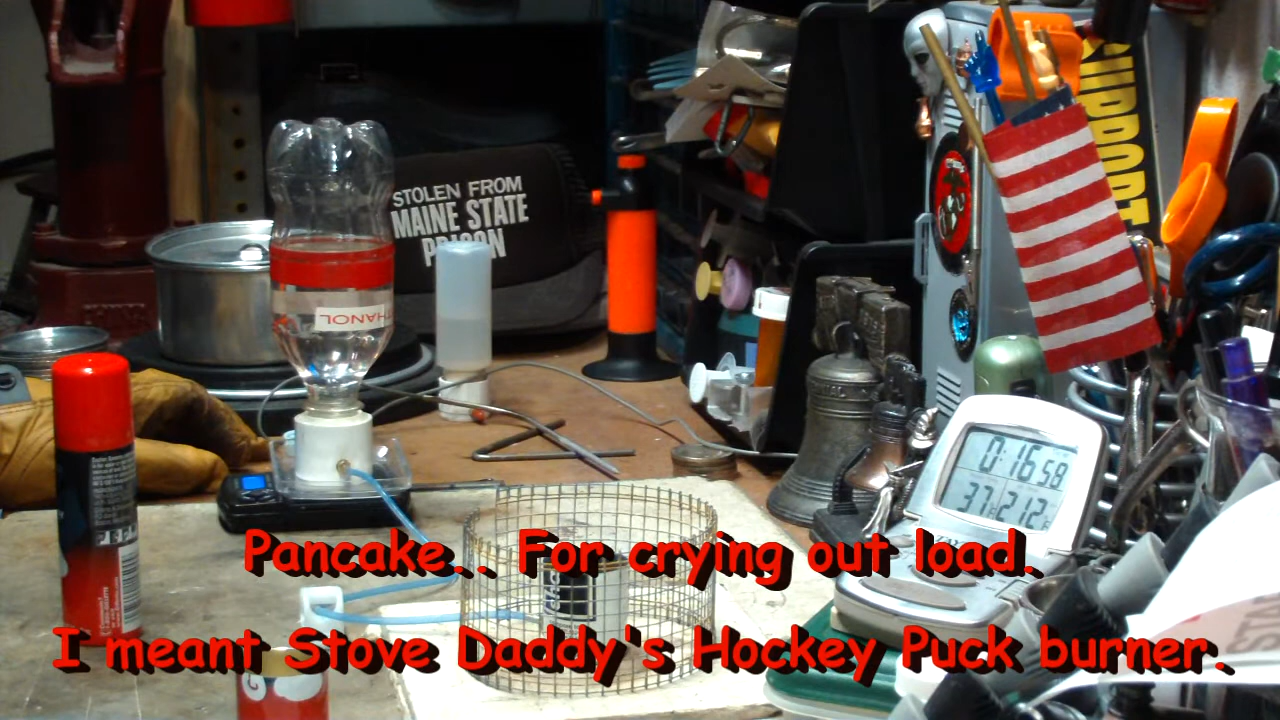 STOLEN FROM
MAINE STATE
PRISON
HANOL
0:16 58
37 212
Pancake.. For crying out load.
I meant Stove Daddy's Hockey Puck burner.